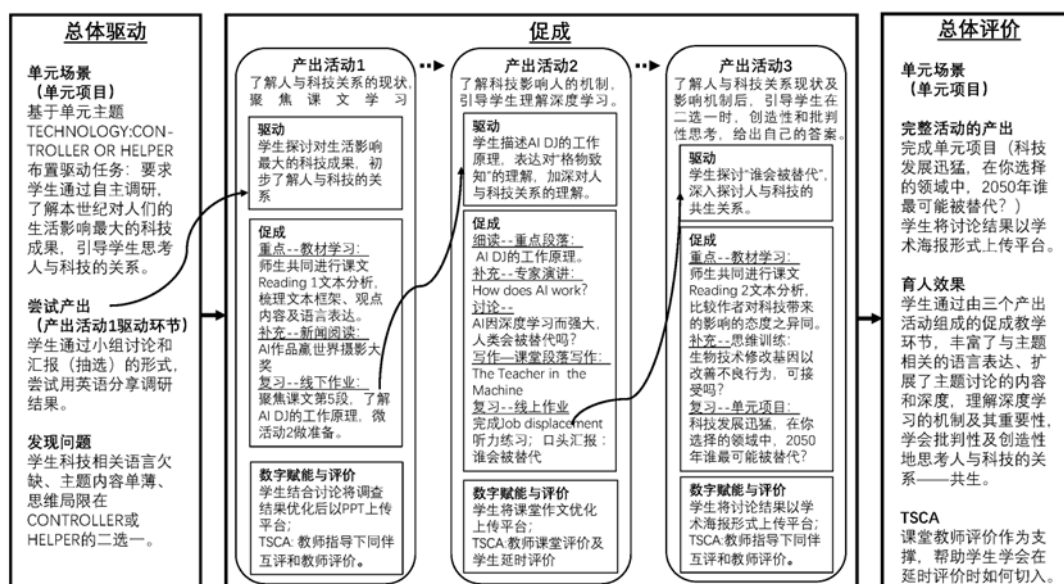 总体驱动
单元场景
（单元项目）
基于单元主题
TECHNOLOGY:CON-
TROLLER OR HELPER
布置驱动任务：要求
学生通过自主调研，
了解本世纪对人们的
生活影响最大的科技
成果，引导学生思考
人与科技的关系。
尝试产出
（产出活动1驱动环节）
学生通过小组讨论和
汇报（抽选）的形式，
尝试用英语分享调研
结果。
发现问题
学生科技相关语言欠
缺、主题内容单薄、
思维局限在
CONTROLLER或
HELPER的二选一。
促成
产出活动1
了解人与科技关系的现状，
聚焦课文学习
驱动
学生探讨对生活影响
最大的科技成果，初
步了解人与科技的关
系
促成
重点--教材学习：
师生共同进行课文
Reading 1文本分析，
梳理文本框架、观点
内容及语言表达。
补充--新闻阅读：
AI作品赢世界摄影大
奖
复习--线下作业：
聚焦课文第5段，了解
AI DJ的工作原理，微
活动2做准备。
数字赋能与评价
学生结合讨论将调查
结果优化后以PPT上传
平台；
TSCA: 教师指导下同伴
互评和教师评价。
产出活动2
了解科技影响人的机制，
引导学生理解深度学习。
驱动
学生描述AI DJ的工作
原理，表达对“格物致
知”的理解，加深对人
与科技关系的理解。
促成
细读--重点段落：
AI DJ的工作原理。
补充--专家演讲：
How does AI work?
讨论--
AI因深度学习而强大，
人类会被替代吗？
写作—课堂段落写作：
The Teacher in the
Machine
复习--线上作业
完成Job displacement
听力练习；口头汇报：
谁会被替代
数字赋能与评价
学生将课堂作文优化
上传平台；
TSCA:教师课堂评价及
学生延时评价
产出活动3
了解人与科技关系现状及
影响机制后，引导学生在
二选一时，创造性和批判
性思考，给出自己的答案。
驱动
学生探讨“谁会被替代”，
深入探讨人与科技的
共生关系。
促成
重点--教材学习：
师生共同进行课文
Reading 2文本分析，
比较作者对科技带来
的影响的态度之异同。
补充--思维训练：
生物技术修改基因以
改善不良行为，可接
受吗？
复习--单元项目：
科技发展迅猛，在你
选择的领域中，2050
年谁最可能被替代？
数字赋能与评价
学生将讨论结果以学
术海报形式上传平台；
TSCA:教师指导下同伴
互评和教师评价。
总体评价
单元场景
（单元项目）
完整活动的产出
完成单元项目（科技
发展迅猛，在你选择
的领域中，2050年谁
最可能被替代？）
学生将讨论结果以学
术海报形式上传平台。
育人效果
学生通过由三个产出
活动组成的促成教学
环节，丰富了与主题
相关的语言表达、扩
展了主题讨论的内容
和深度，理解深度学
习的机制及其重要性，
学会批判性及创造性
地思考人与科技的关
系——共生。
TSCA
课堂教师评价作为支
撑，帮助学生学会在
延时评价时如何切入。